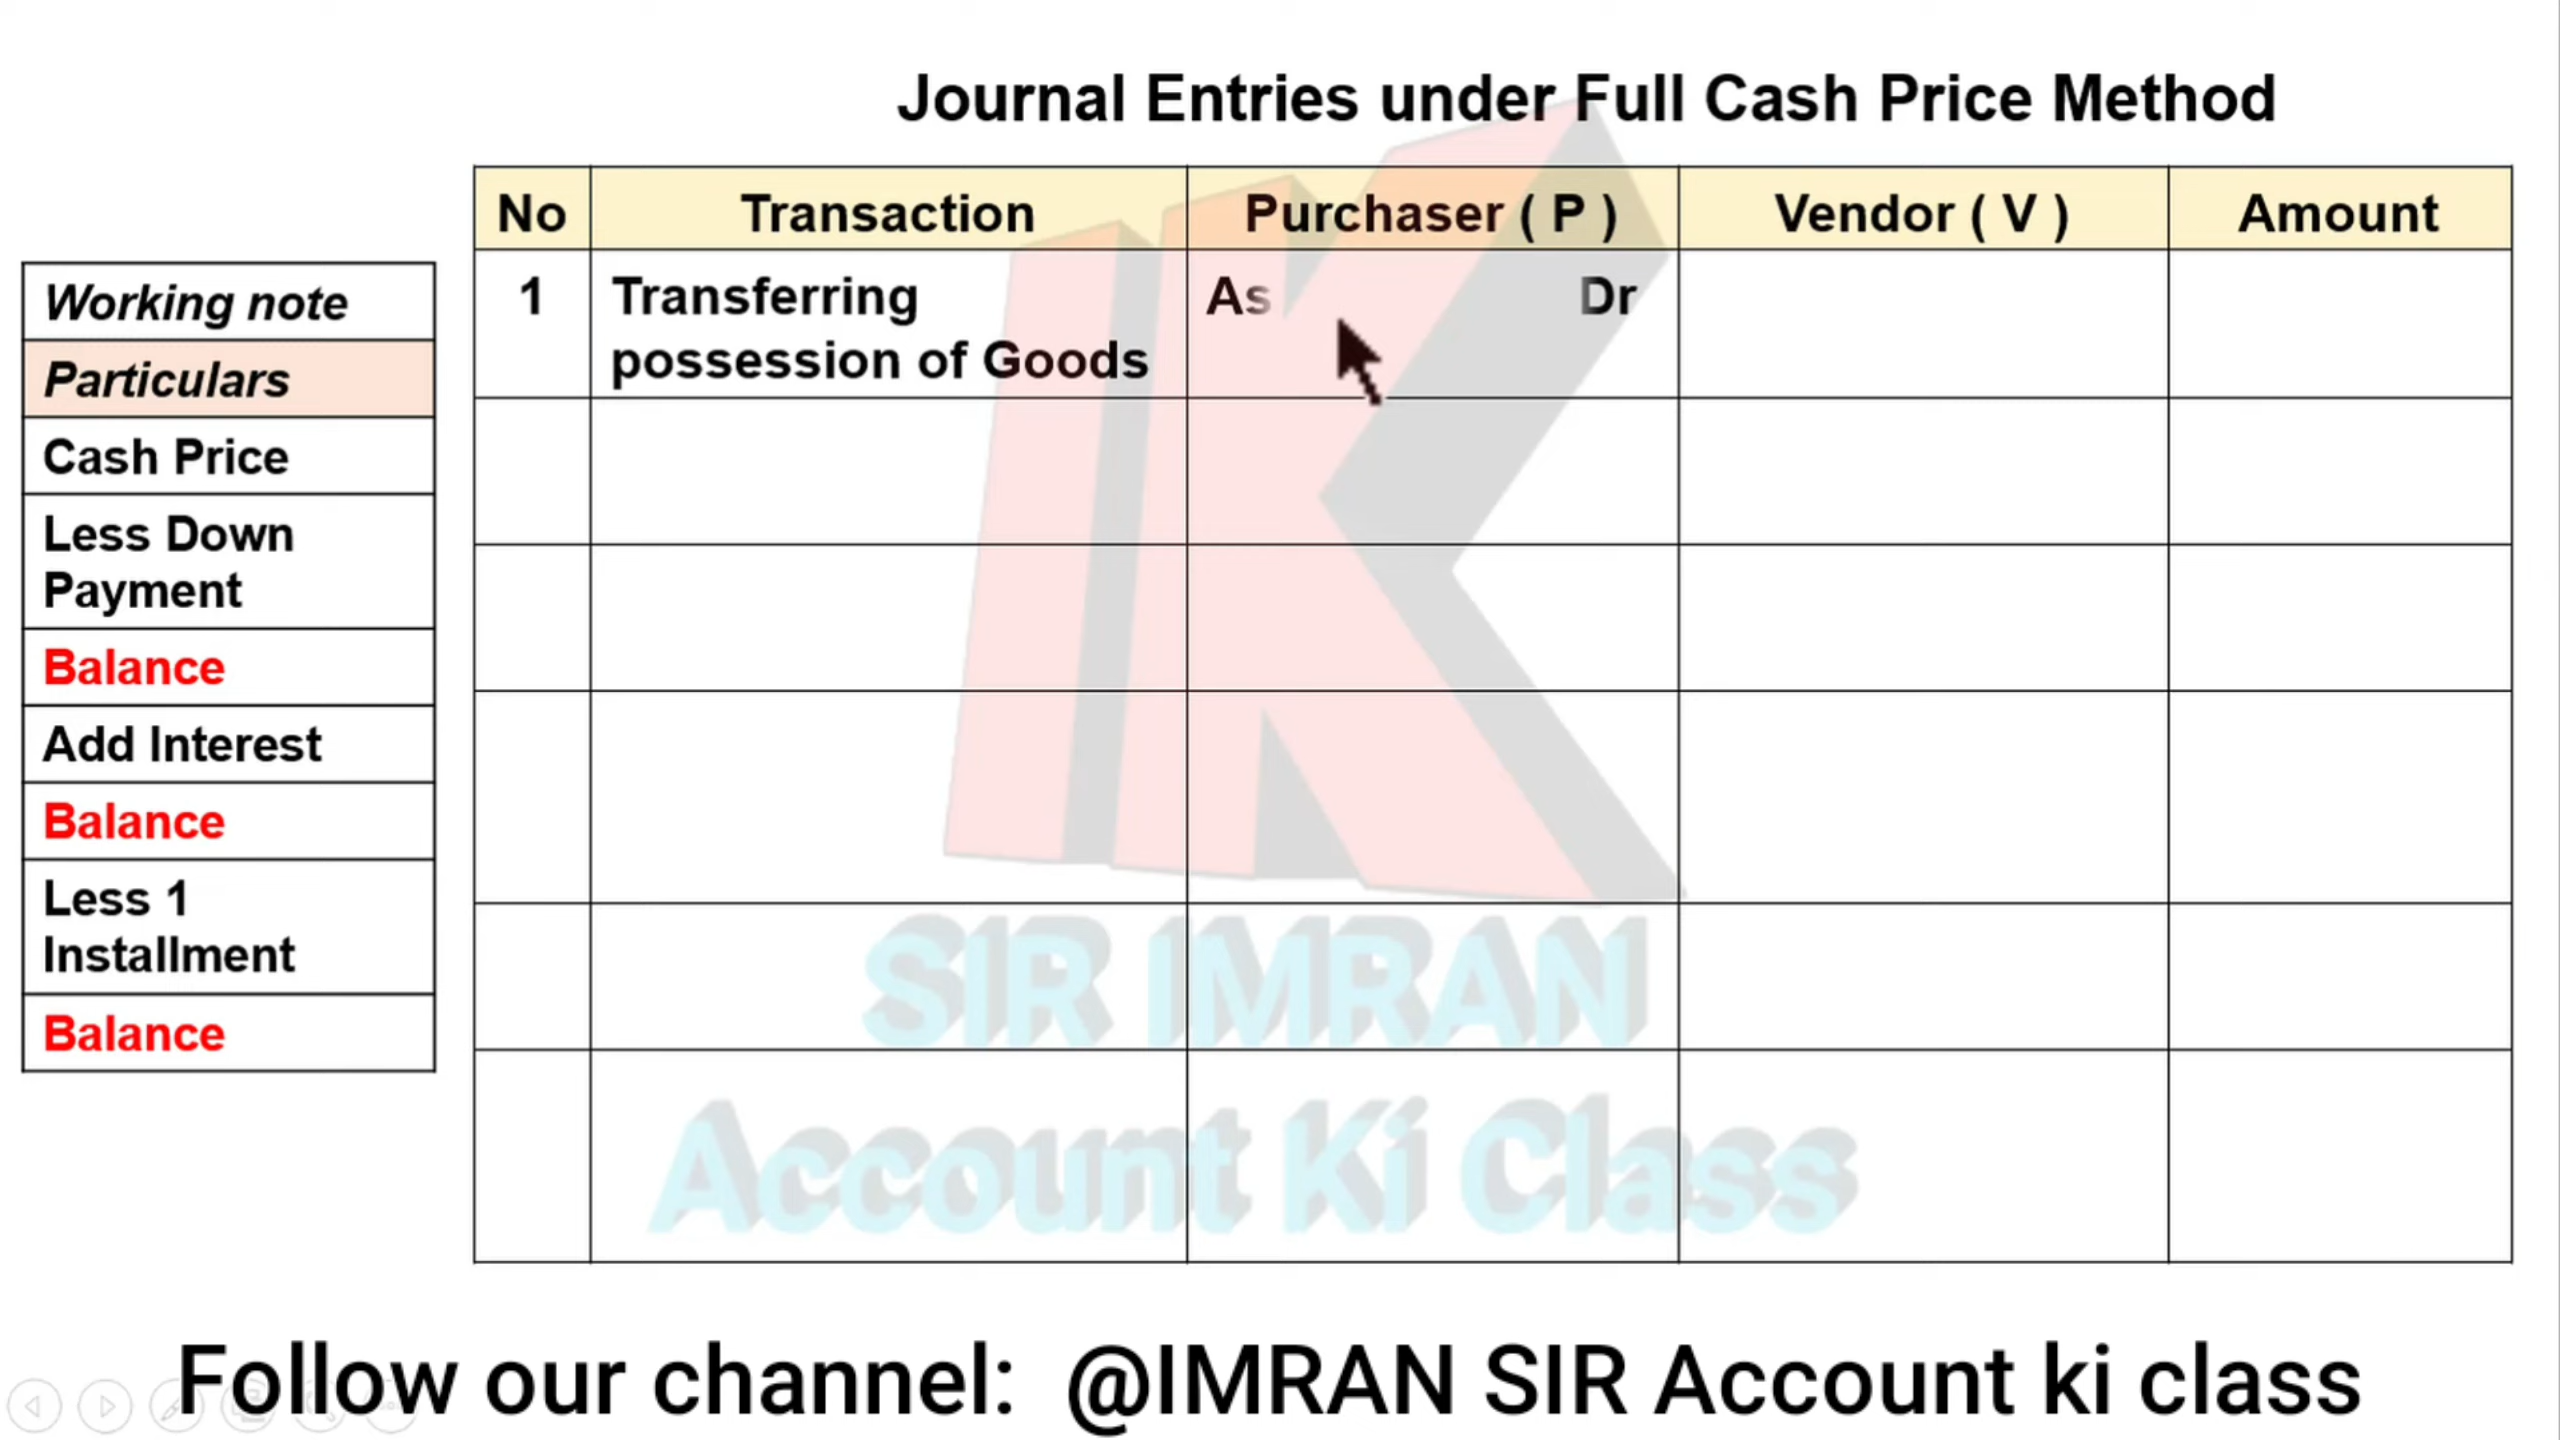 Journal Entries under Full Cash Price Method
No Transaction Purchaser ( P ) Vendor ( V ) Amount
1 Transferring As Dr
possession of Goods
Working note
Particulars
Cash Price
Less Down
Payment
Balance
Add Interest
Balance
Less 1
Installment
Balance
SIR IMRAN
Account Ki Class
Follow our channel: @IMRAN SIR Account ki class